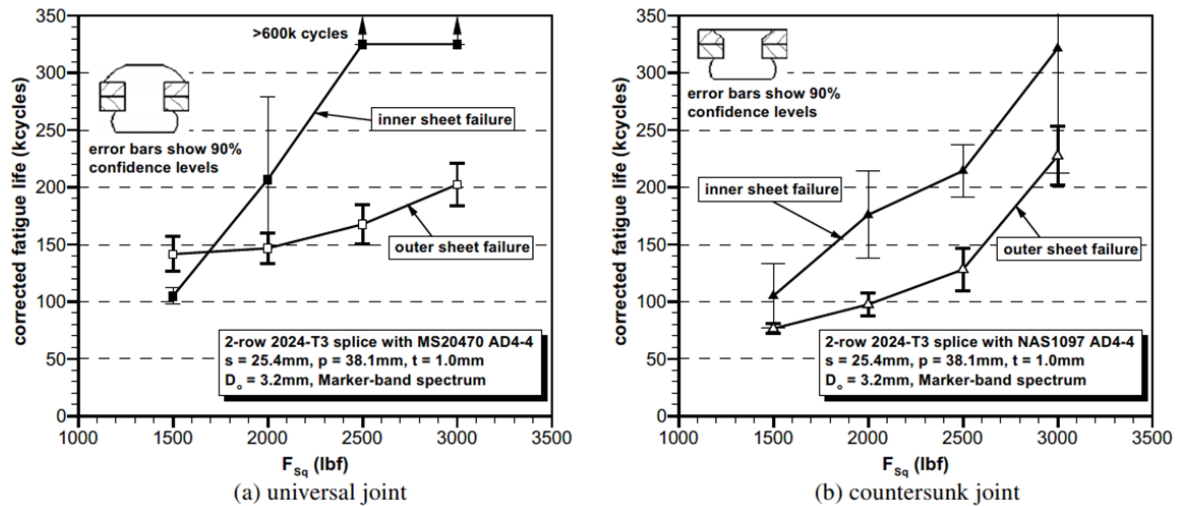 350
300
250
200
150
100
50
0
corrected fatigue life (kcycles)
>600k cycles
error bars show 90%
confidence levels
inner sheet failure
outer sheet failure
2-row 2024-T3 splice with MS20470 AD4-4
s = 25.4mm, p = 38.1mm, t = 1.0mm
Do = 3.2mm, Marker-band spectrum
1000 1500 2000 2500 3000 3500
FSq (lbf)
(a) universal joint
350
300
250
200
150
100
50
0
corrected fatigue life (kcycles)
error bars show 90%
confidence levels
inner sheet failure
outer sheet failure
2-row 2024-T3 splice with NAS1097 AD4-4
s = 25.4mm, p = 38.1mm, t = 1.0mm
Do = 3.2mm, Marker-band spectrum
1000 1500 2000 2500 3000 3500
FSq (lbf)
(b) countersunk joint